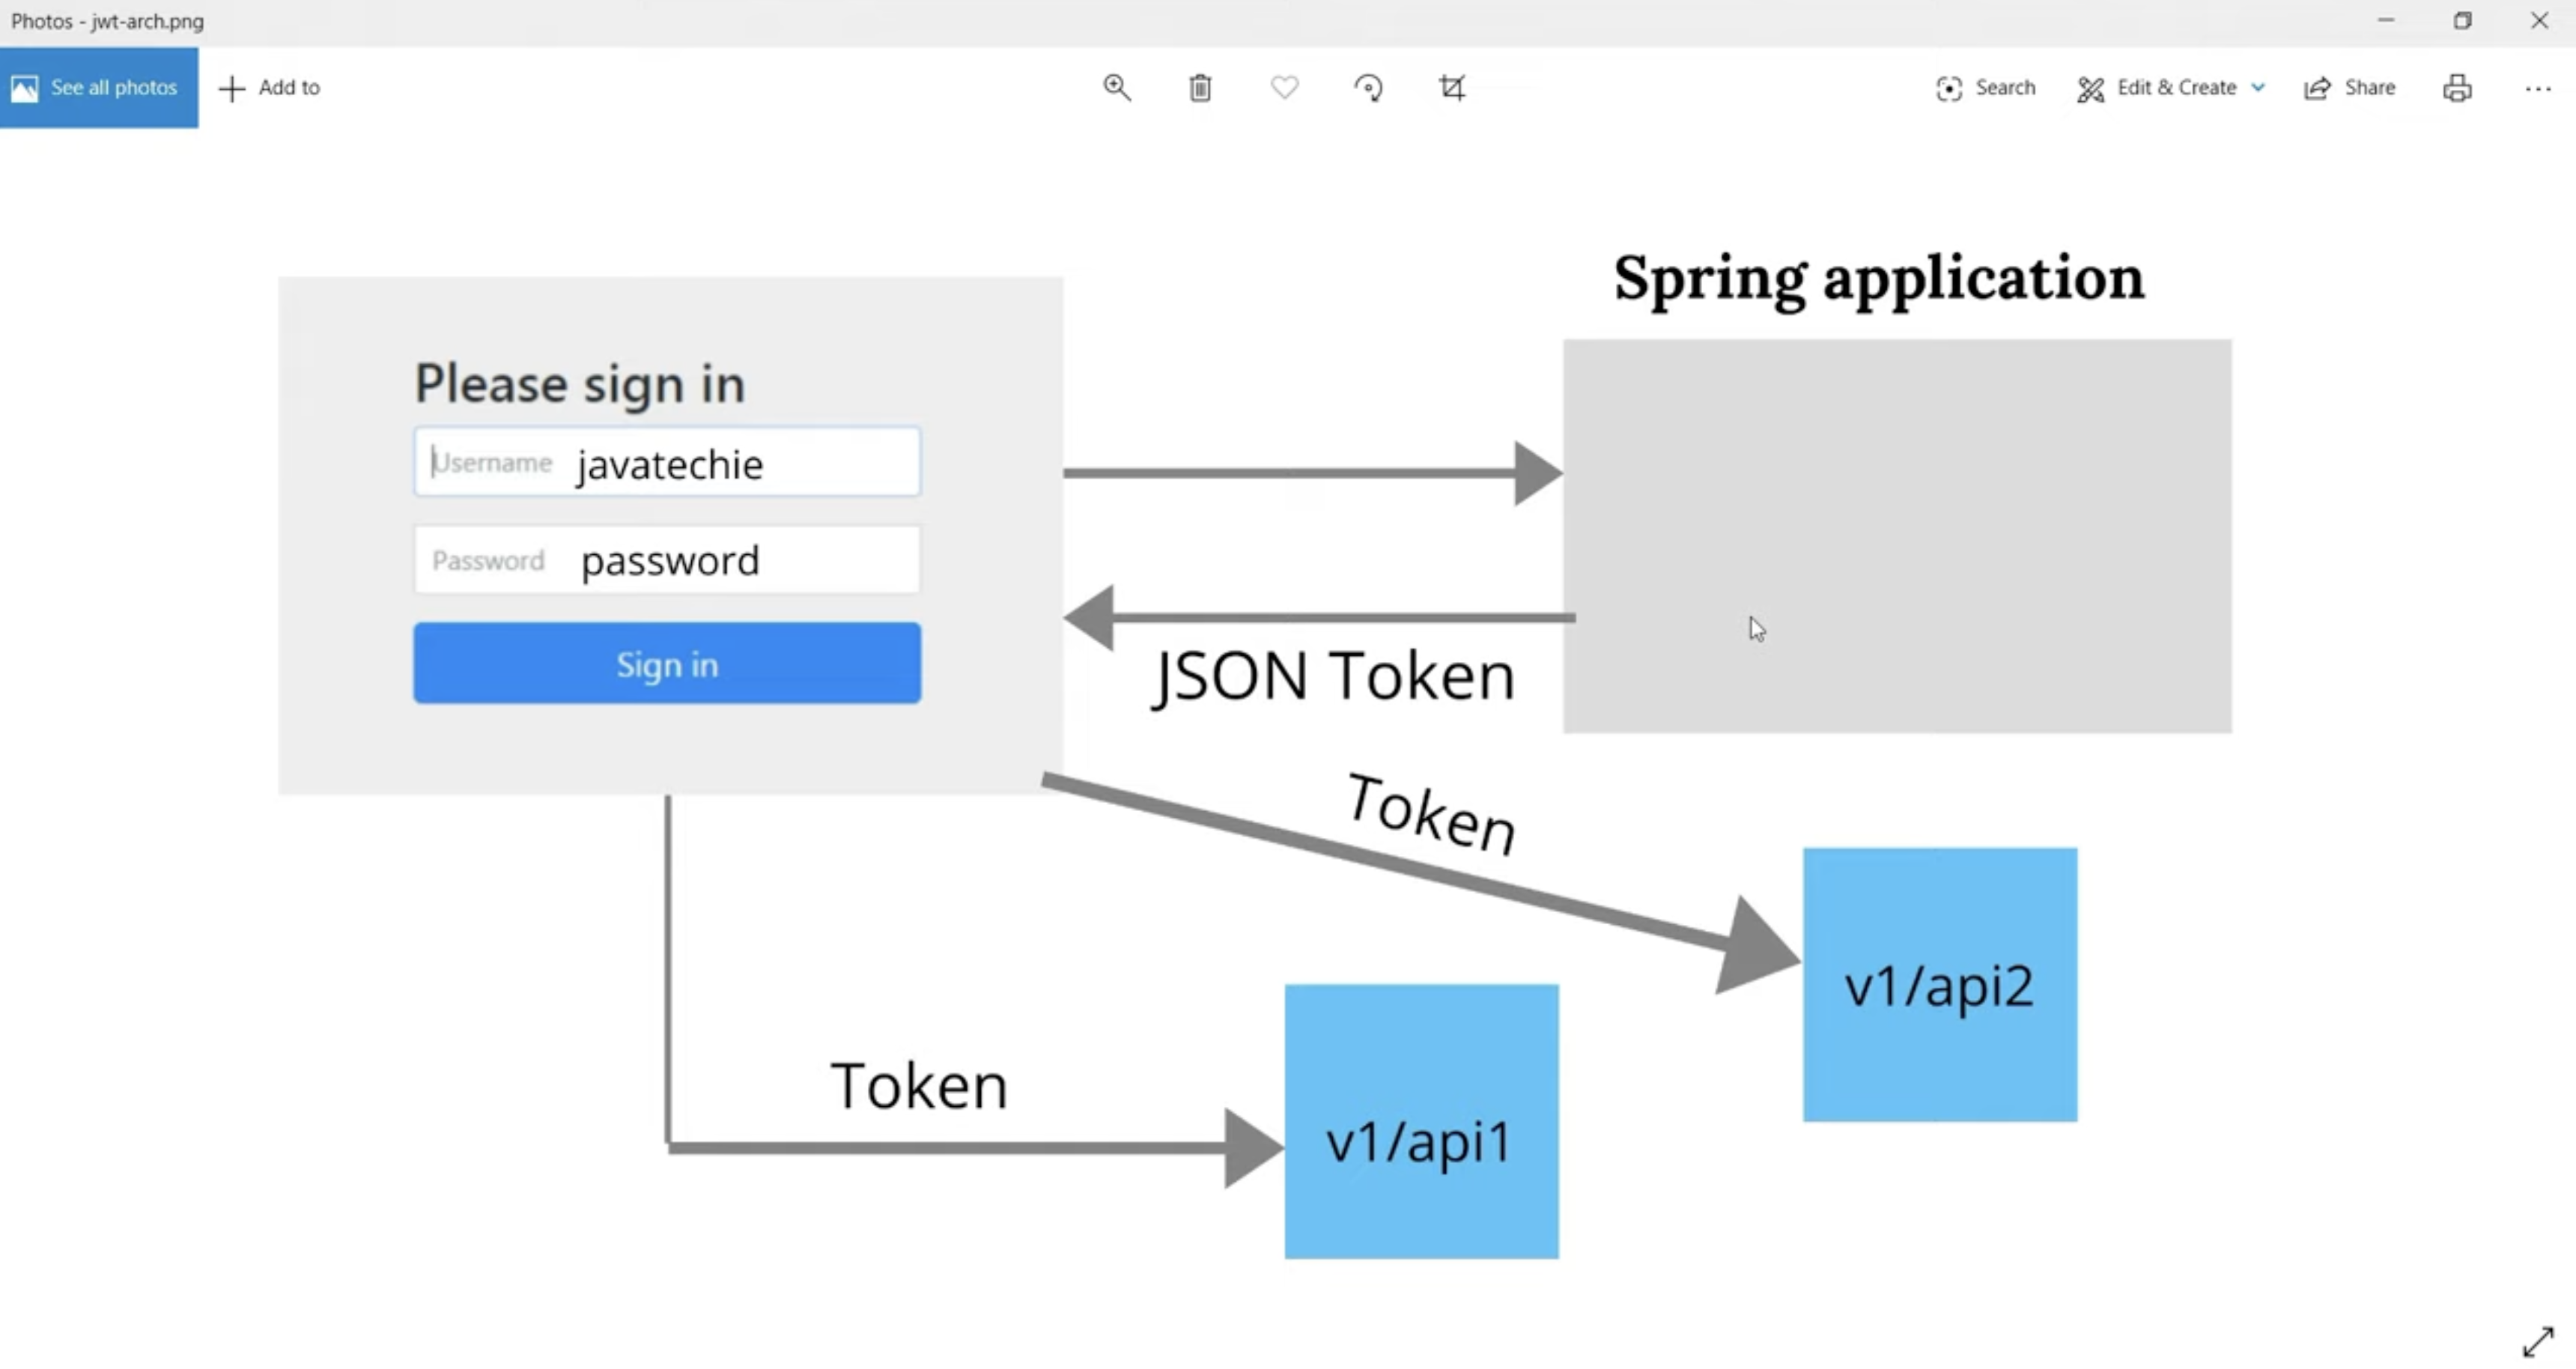 Photos - jwt-arch.png
See all photos
Add to
Search
Edit & Create
Share
Spring application
Please sign in
Username javatechie
Password password
Sign in
JSON Token
Token
v1/api2
Token
v1/api1